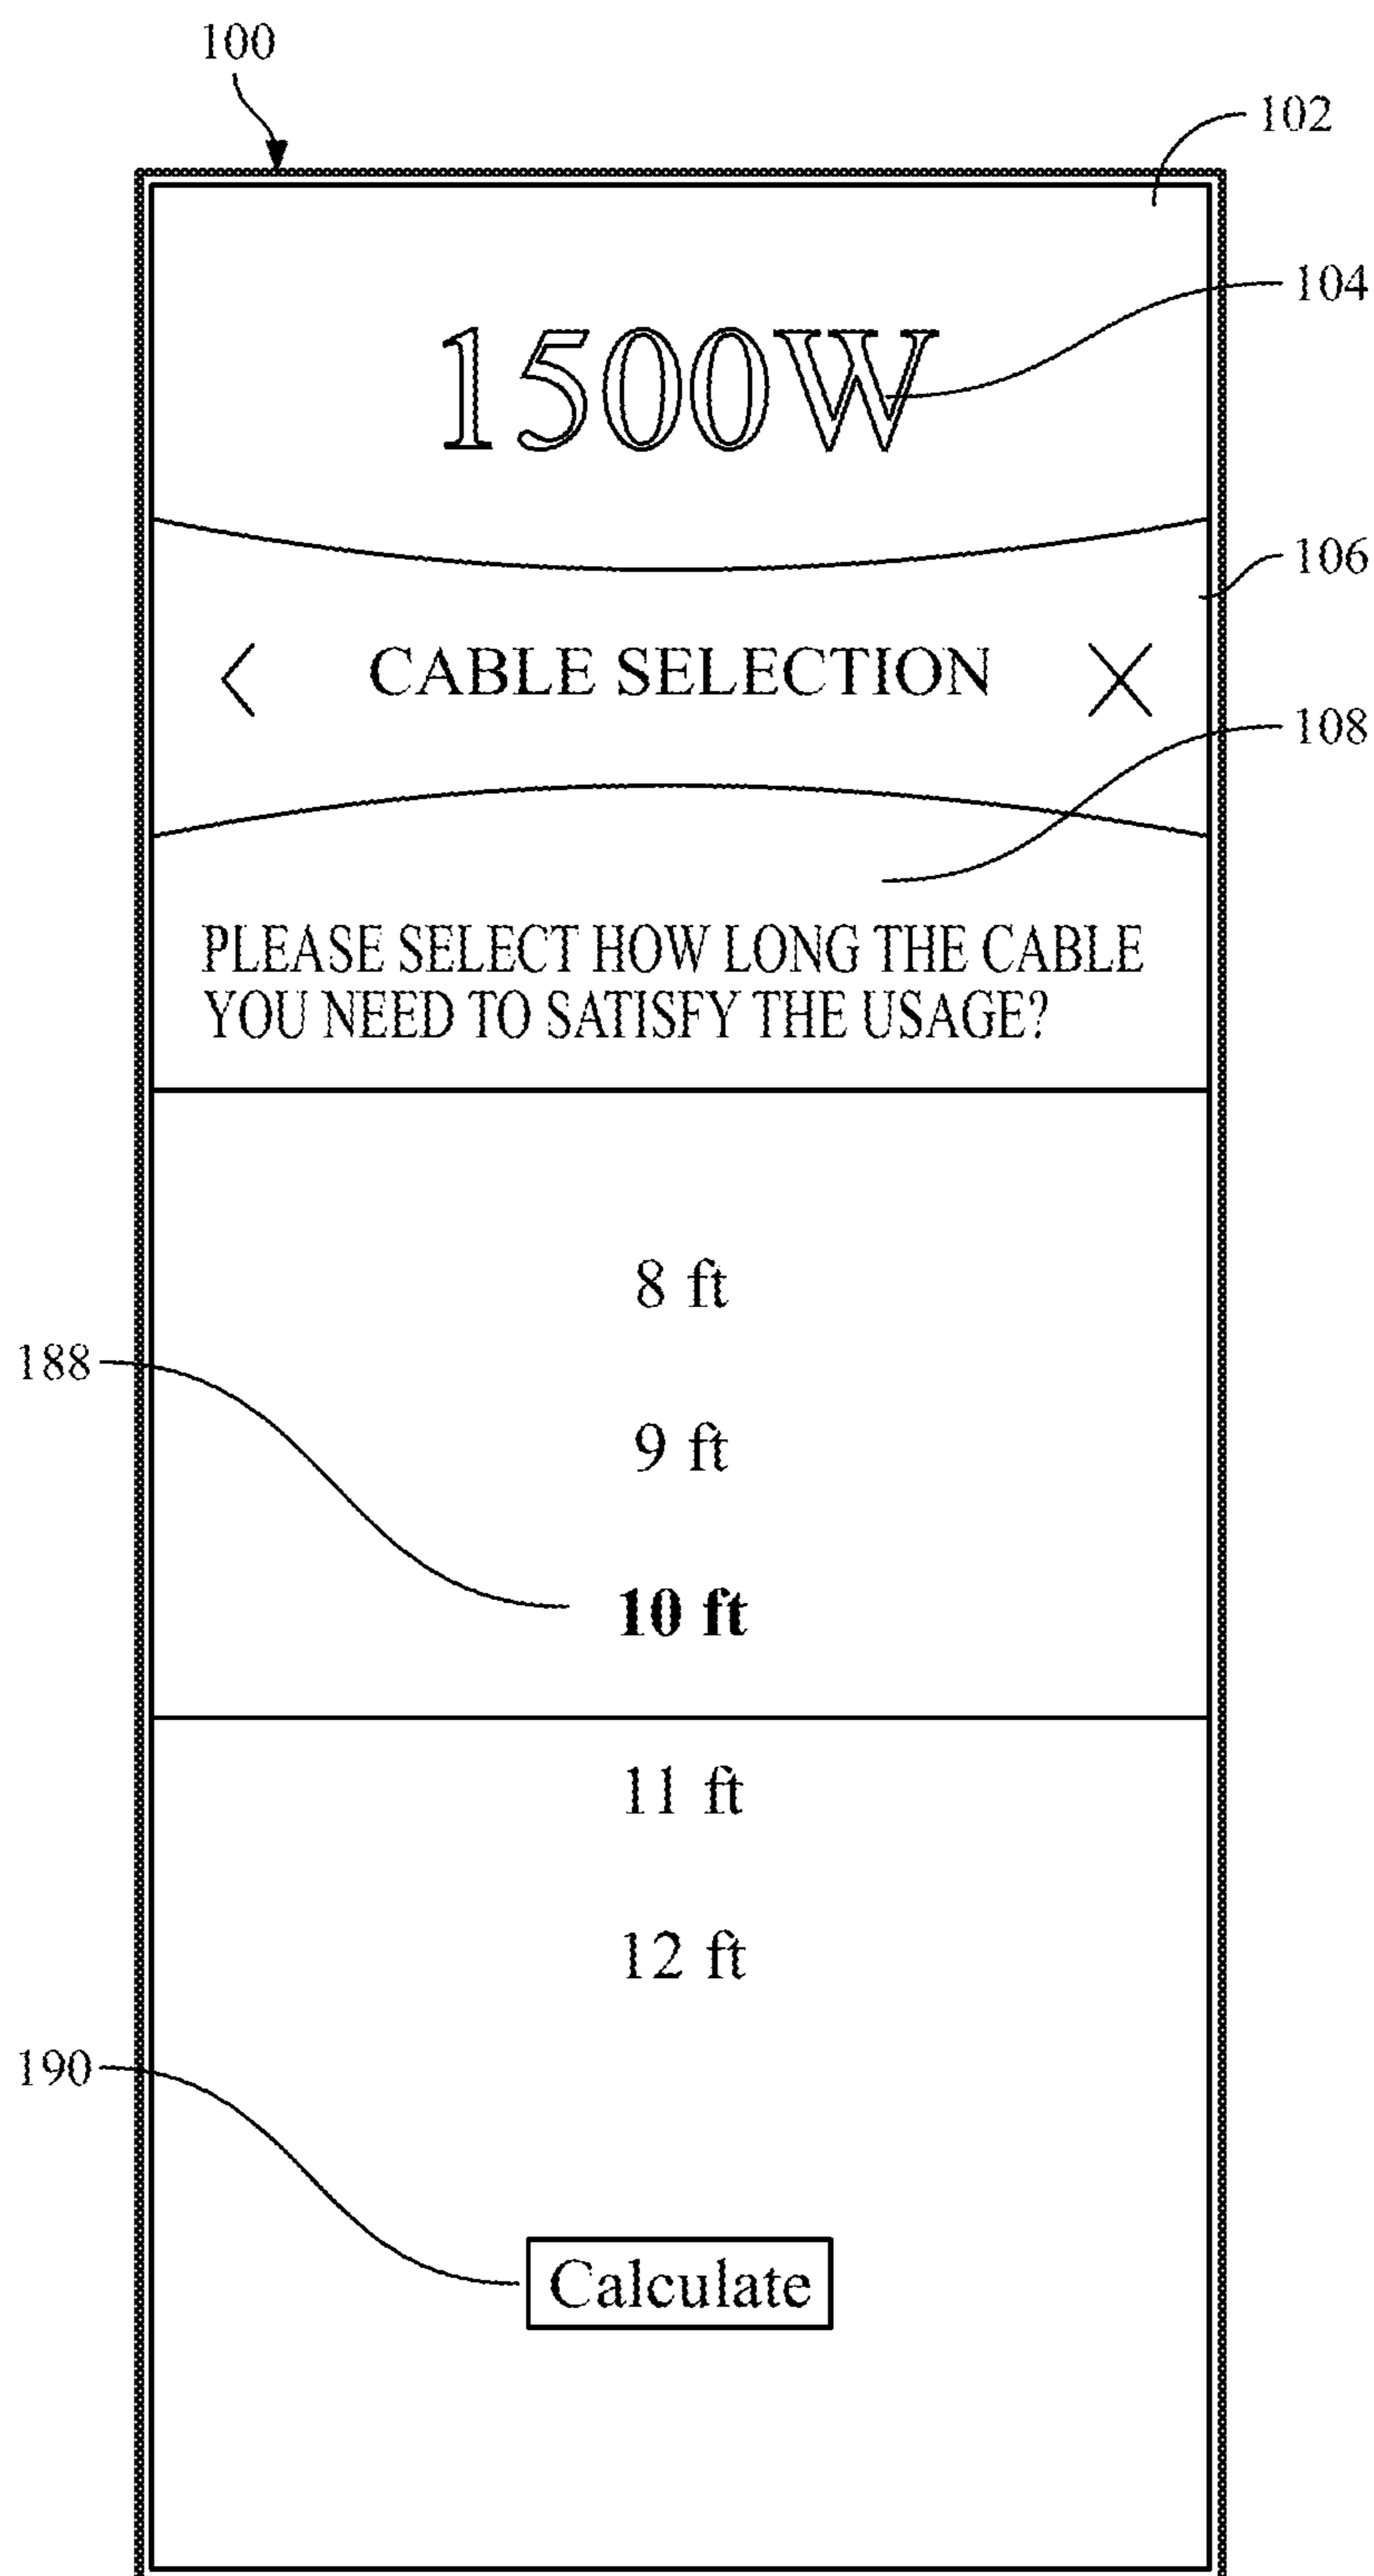 100
102
1500W
104
106
< CABLE SELECTION X
108
PLEASE SELECT HOW LONG THE CABLE
YOU NEED TO SATISFY THE USAGE?
8 ft
188
9 ft
10 ft
11 ft
12 ft
190
Calculate